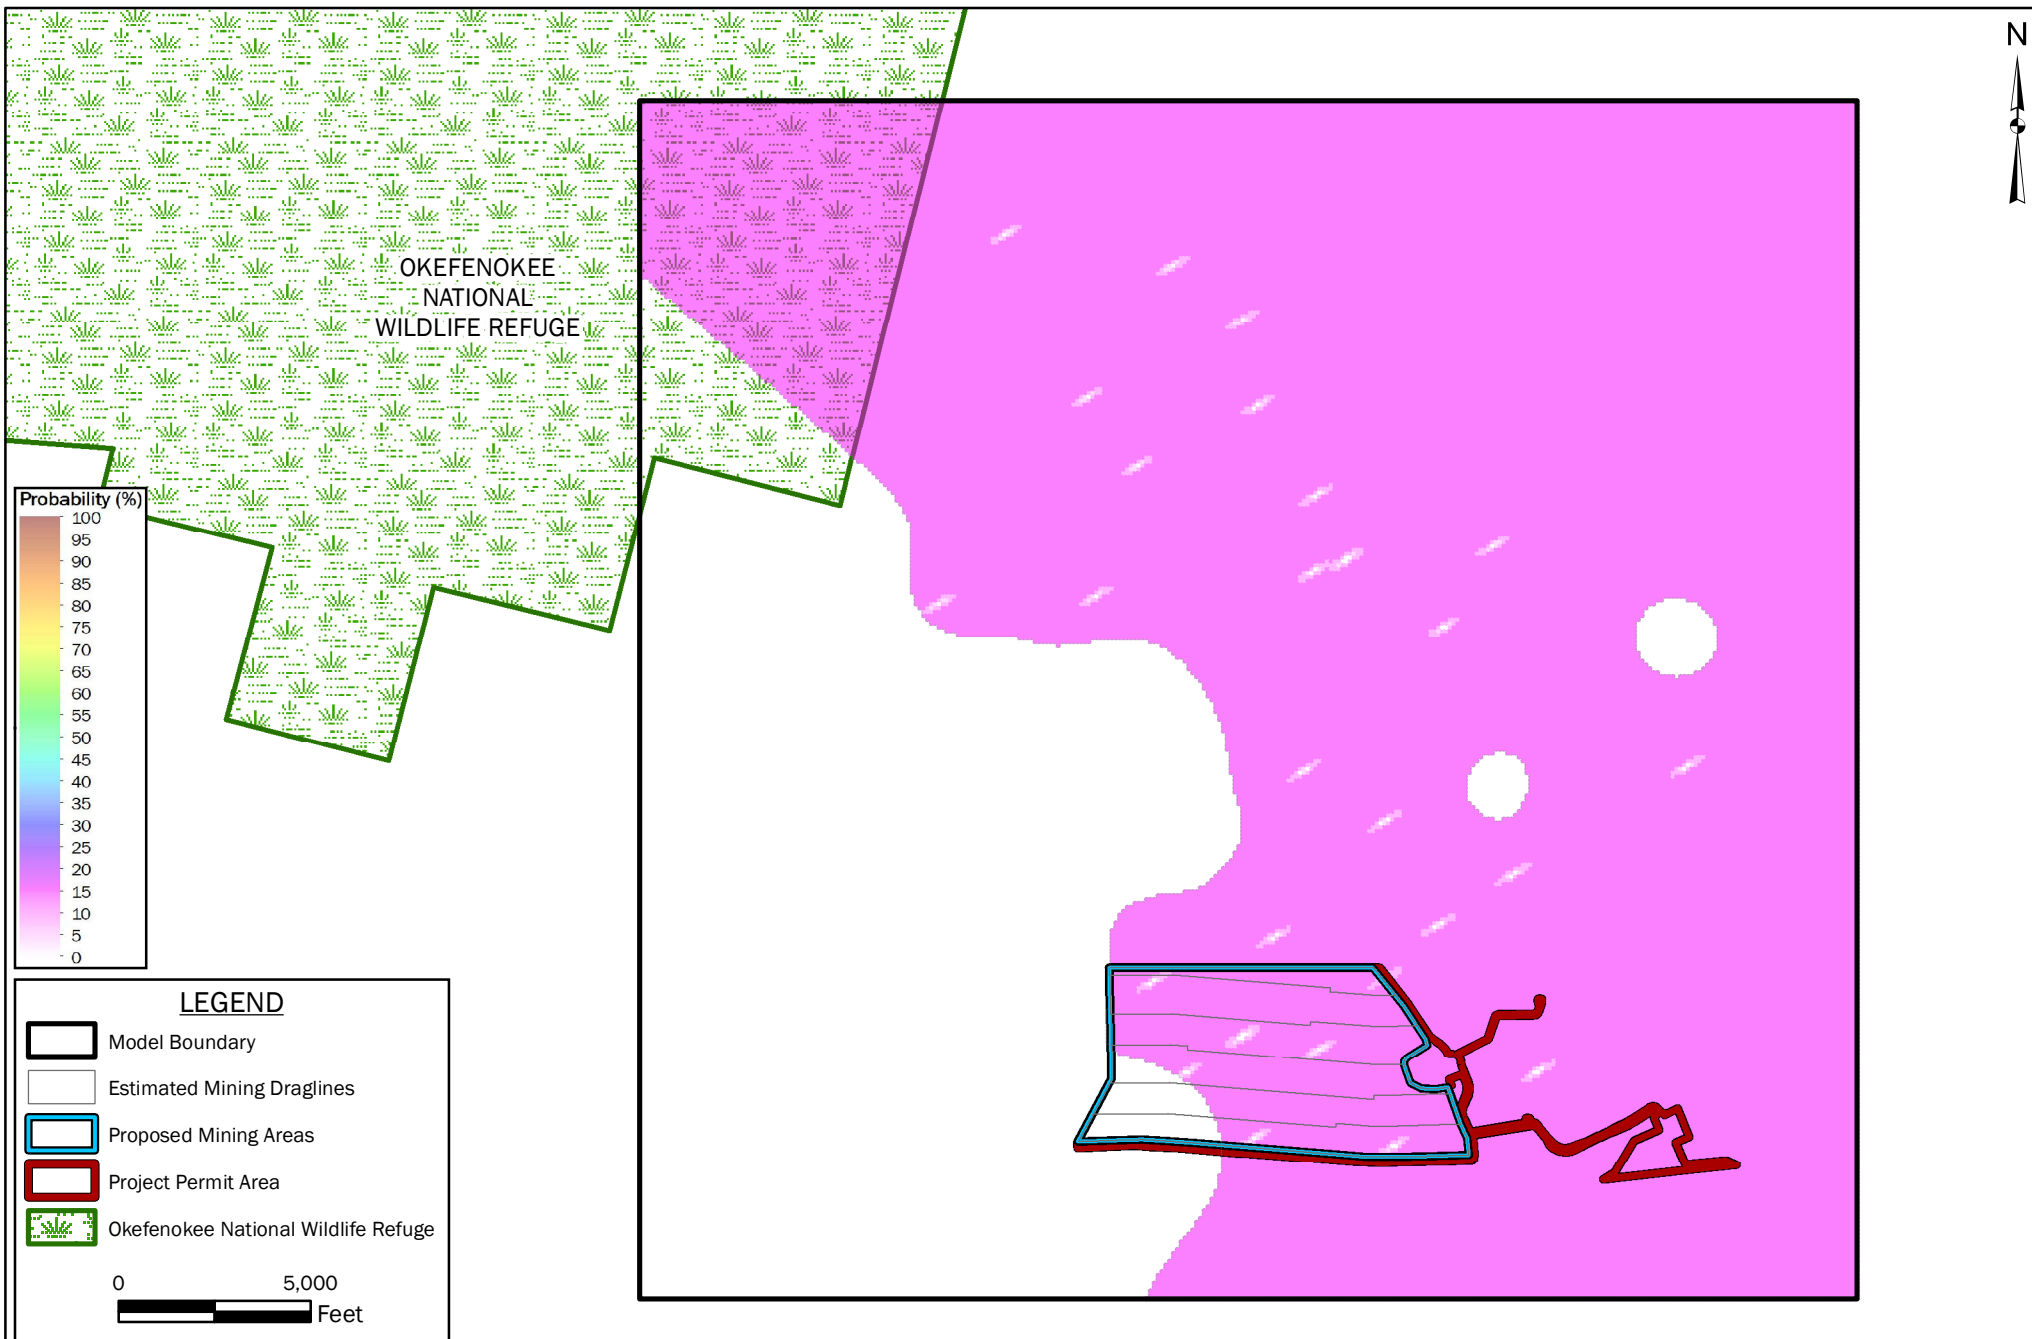 N
OKEFENOKEE
NATIONAL
WILDLIFE REFUGE
Probability (%)
100
95
90
85
80
75
70
65
60
55
50
45
40
35
30
25
20
15
10
5
0
LEGEND
Model Boundary
Estimated Mining Draglines
Proposed Mining Areas
Project Permit Area
Okefenokee National Wildlife Refuge
0 5,000
Feet